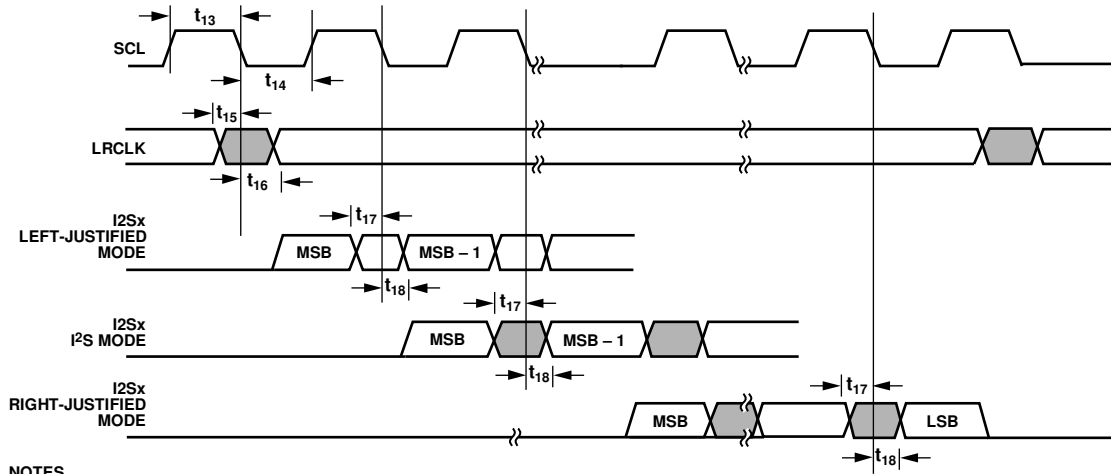 t13
SCL
t14
t15
LRCLK
t16
I2Sx
LEFT-JUSTIFIED
MODE
t17
MSB
MSB – 1
t18
t17
I2Sx
I²S MODE
MSB
MSB – 1
t18
I2Sx
RIGHT-JUSTIFIED
MODE
t17
MSB
LSB
t18
NOTES